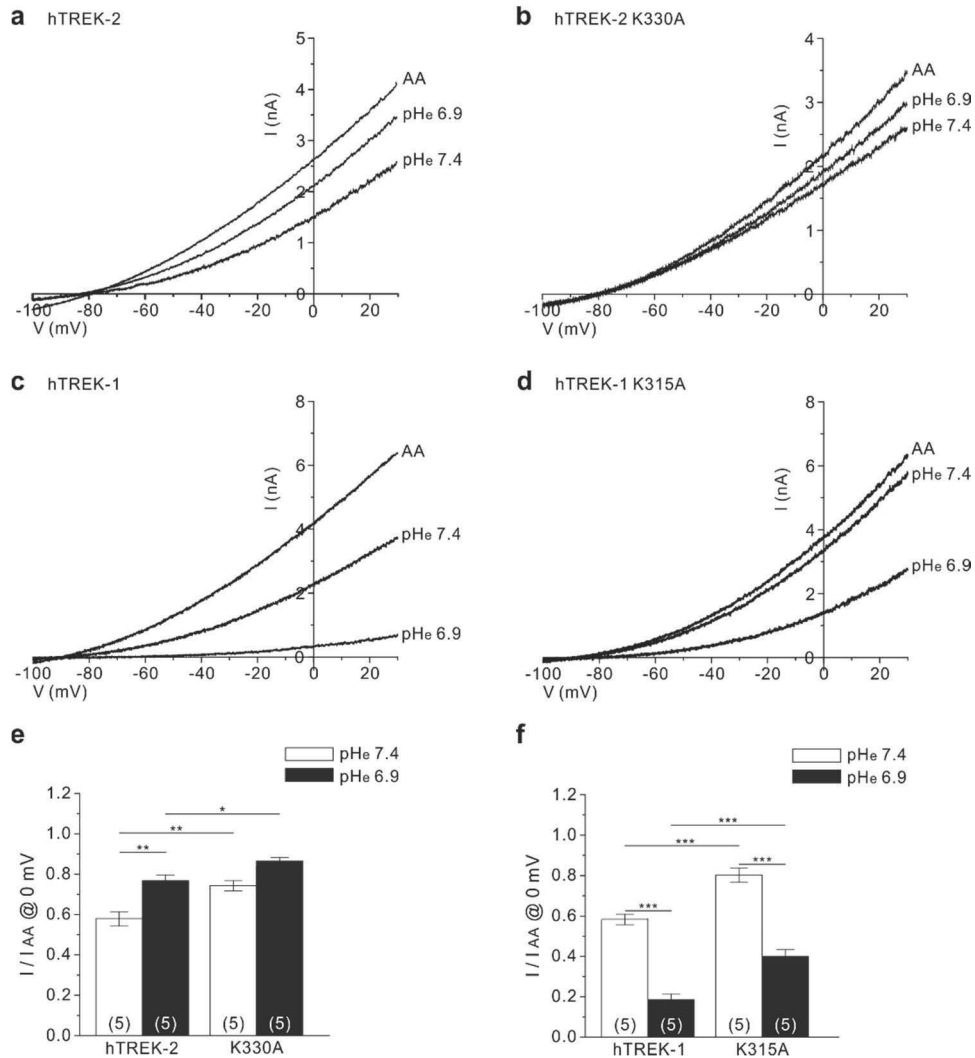 a hTREK-2
5
4
3
2
1
0
I (nA)
AA
pHe 6.9
pHe 7.4
-100 -80 -60 -40 -20 0 20
V (mV)
b hTREK-2 K330A
4
3
2
1
0
I (nA)
AA
pHe 6.9
pHe 7.4
-100 -80 -60 -40 -20 0 20
V (mV)
c hTREK-1
8
6
4
2
0
I (nA)
AA
pHe 7.4
pHe 6.9
-100 -80 -60 -40 -20 0 20
V (mV)
d hTREK-1 K315A
8
6
4
2
0
I (nA)
AA
pHe 7.4
pHe 6.9
-100 -80 -60 -40 -20 0 20
V (mV)
e
pHe 7.4
pHe 6.9
1.2
1.0
0.8
0.6
0.4
0.2
0.0
I / I AA @ 0 mV
*
**
**
(5) (5) (5) (5)
hTREK-2 K330A
f
pHe 7.4
pHe 6.9
1.2
1.0
0.8
0.6
0.4
0.2
0.0
I / I AA @ 0 mV
***
***
***
***
(5) (5) (5) (5)
hTREK-1 K315A